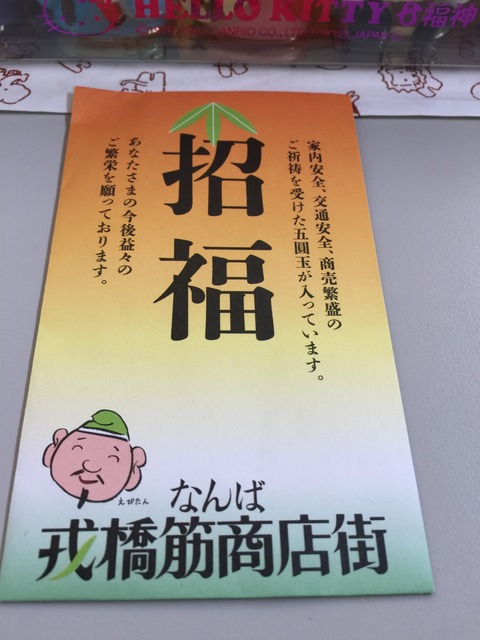 HELLO KITTY 七福神
家内安全、交通安全、商売繁盛の
ご祈祷を受けた五圓玉が入っています。
招福
あなたさまの今後益々の
ご繁栄を願っております。
えびたん
なんば
戎橋筋商店街